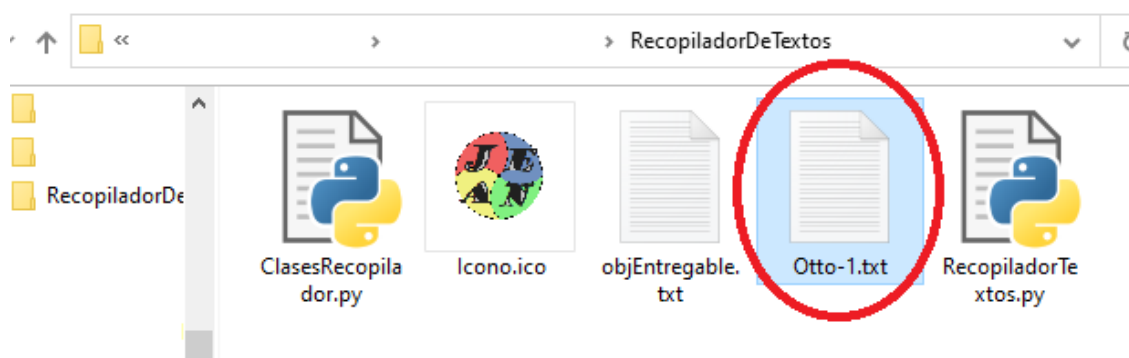 « > > RecopiladorDeTextos
RecopiladorDe
ClasesRecopila
dor.py
Icono.ico
objEntregable.
txt
Otto-1.txt
RecopiladorTe
xtos.py